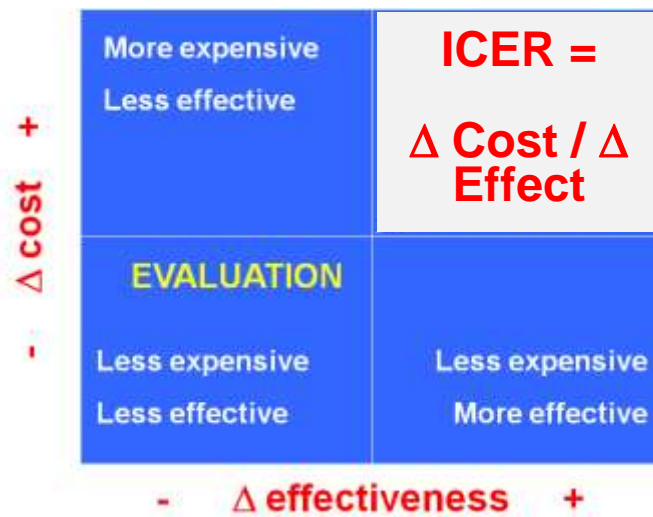 More expensive
Less effective
ICER =
Δ Cost / Δ
Effect
- Δ cost +
EVALUATION
Less expensive
Less effective
Less expensive
More effective
- Δ effectiveness +